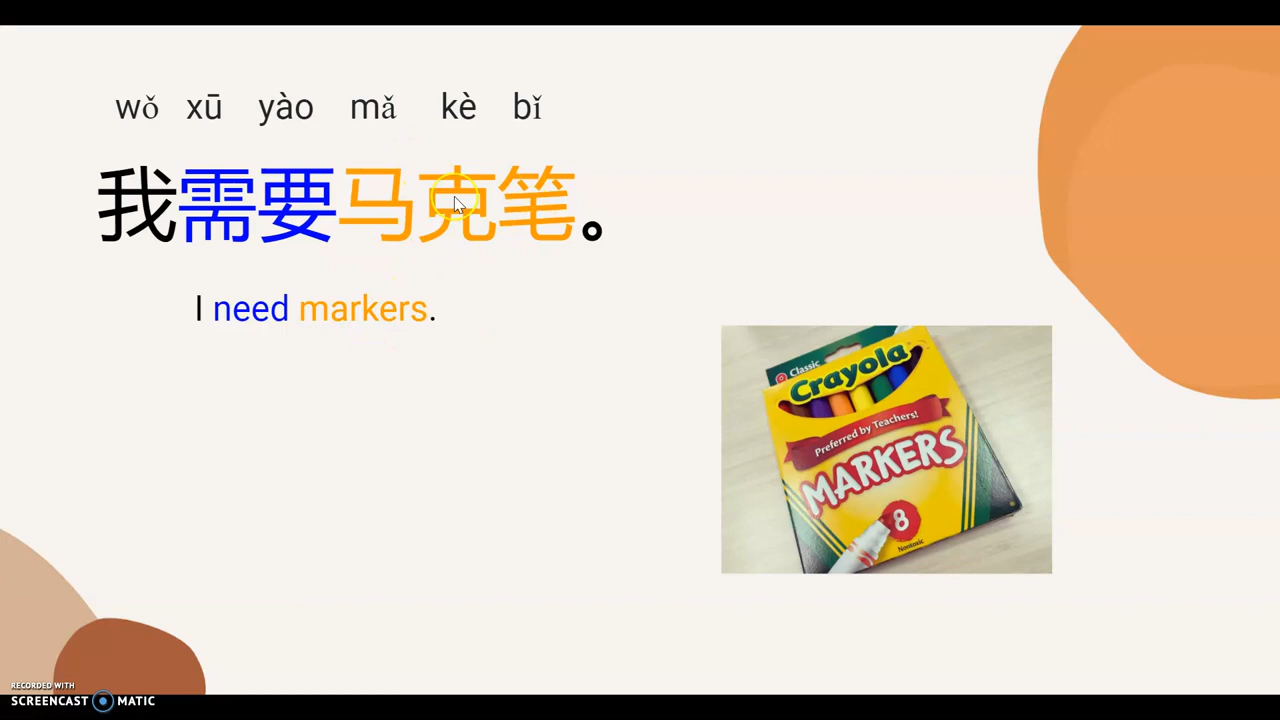 wǒ xū yào mǎ kè bǐ
我需要马克笔。
I need markers.
Classic
Crayola
Preferred by Teachers!
MARKERS
8
Nontoxic
RECORDED WITH
SCREENCAST MATIC